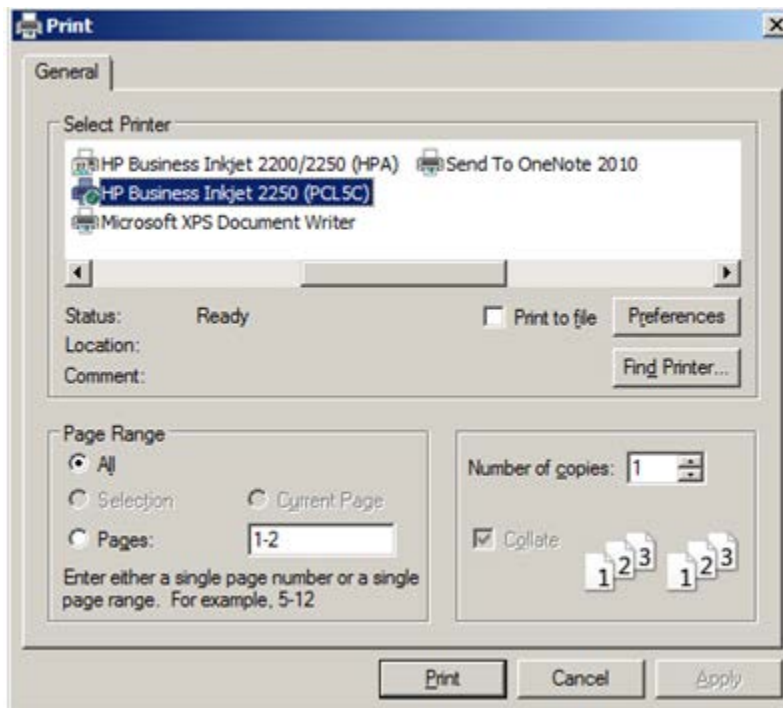 Print
General
Select Printer
HP Business Inkjet 2200/2250 (HPA)
Send To OneNote 2010
HP Business Inkjet 2250 (PCL5C)
Microsoft XPS Document Writer
Status: Ready
Print to file
Preferences
Location:
Comment:
Find Printer...
Page Range
All
Selection
Current Page
Pages: 1-2
Enter either a single page number or a single
page range. For example, 5-12
Number of copies: 1
Collate
1 2 3 1 2 3
Print
Cancel
Apply